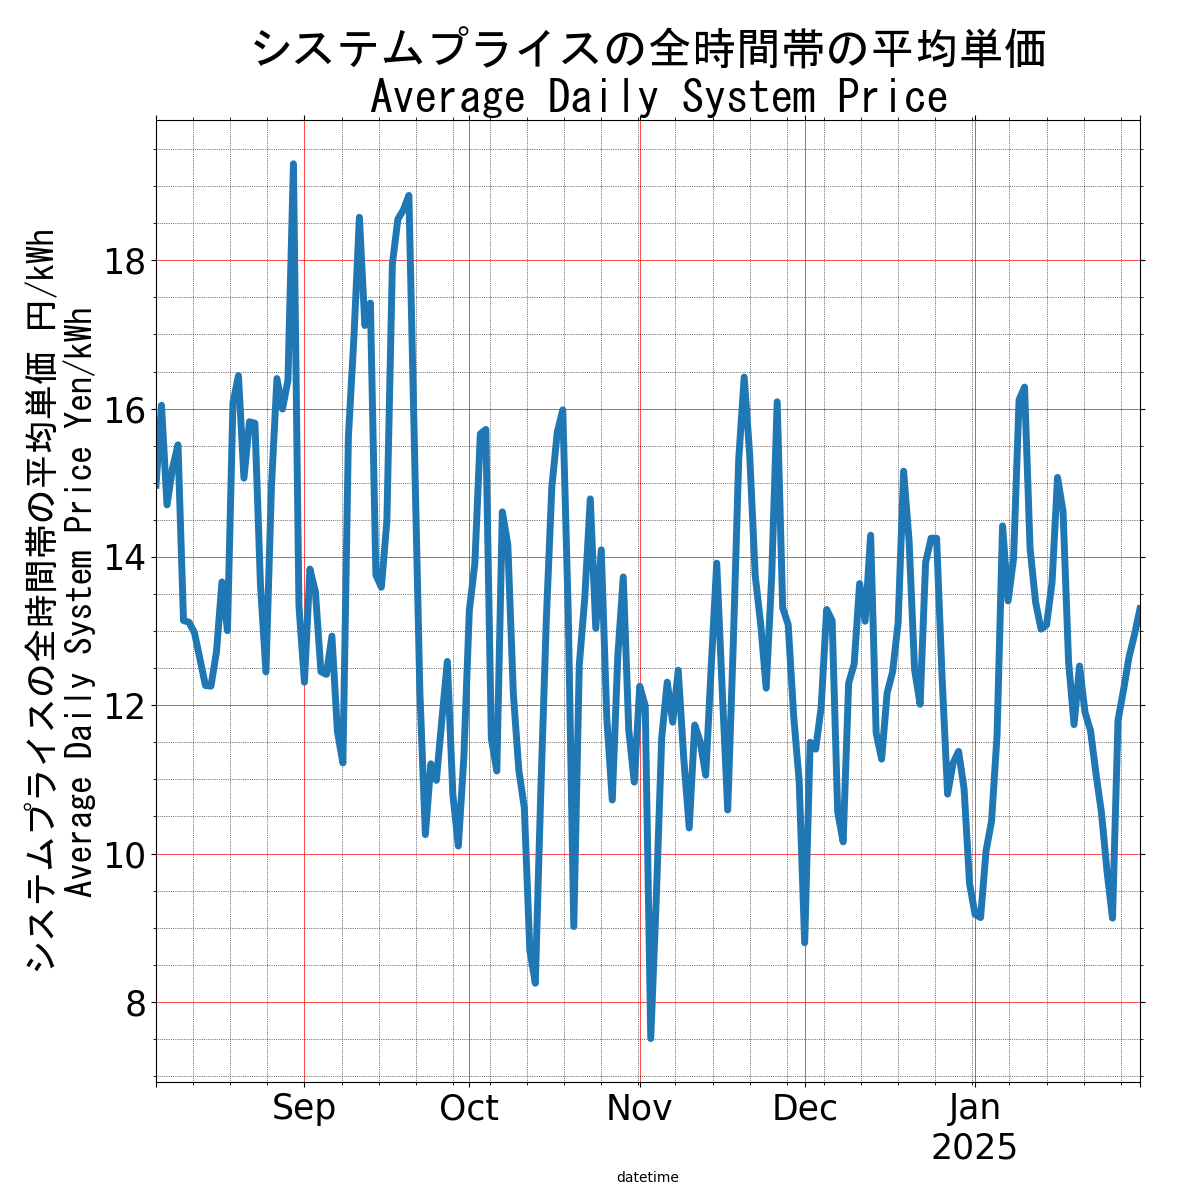 システムプライスの全時間帯の平均単価
Average Daily System Price
システムプライスの全時間帯の平均単価 円/kWh
Average Daily System Price Yen/kWh
18
16
14
12
10
8
Sep
Oct
Nov
Dec
Jan
2025
datetime